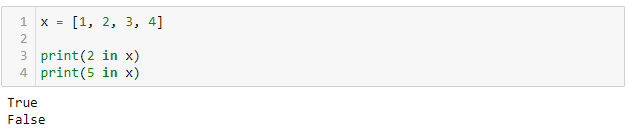 1 x = [1, 2, 3, 4]
2
3 print(2 in x)
4 print(5 in x)
True
False